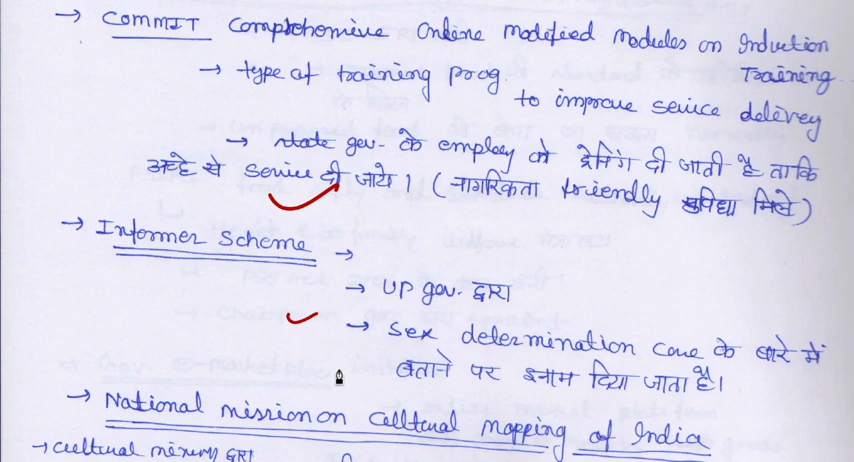 → COMMIT Comprehensive Online Modified Modules on Induction
→ type of training prog. Training
to improve service delivery
→ state gov. के employ को ट्रेनिंग दी जाती है ताकि
अच्छे से service दी जाये। (नागरिकता friendly सुविधा मिले)
→ Informer Scheme →
→ UP gov. द्वारा
→ Sex determination case के बारे में
बताने पर इनाम दिया जाता है।
→ National mission on Cultural mapping of India
→ Cultural द्वारा